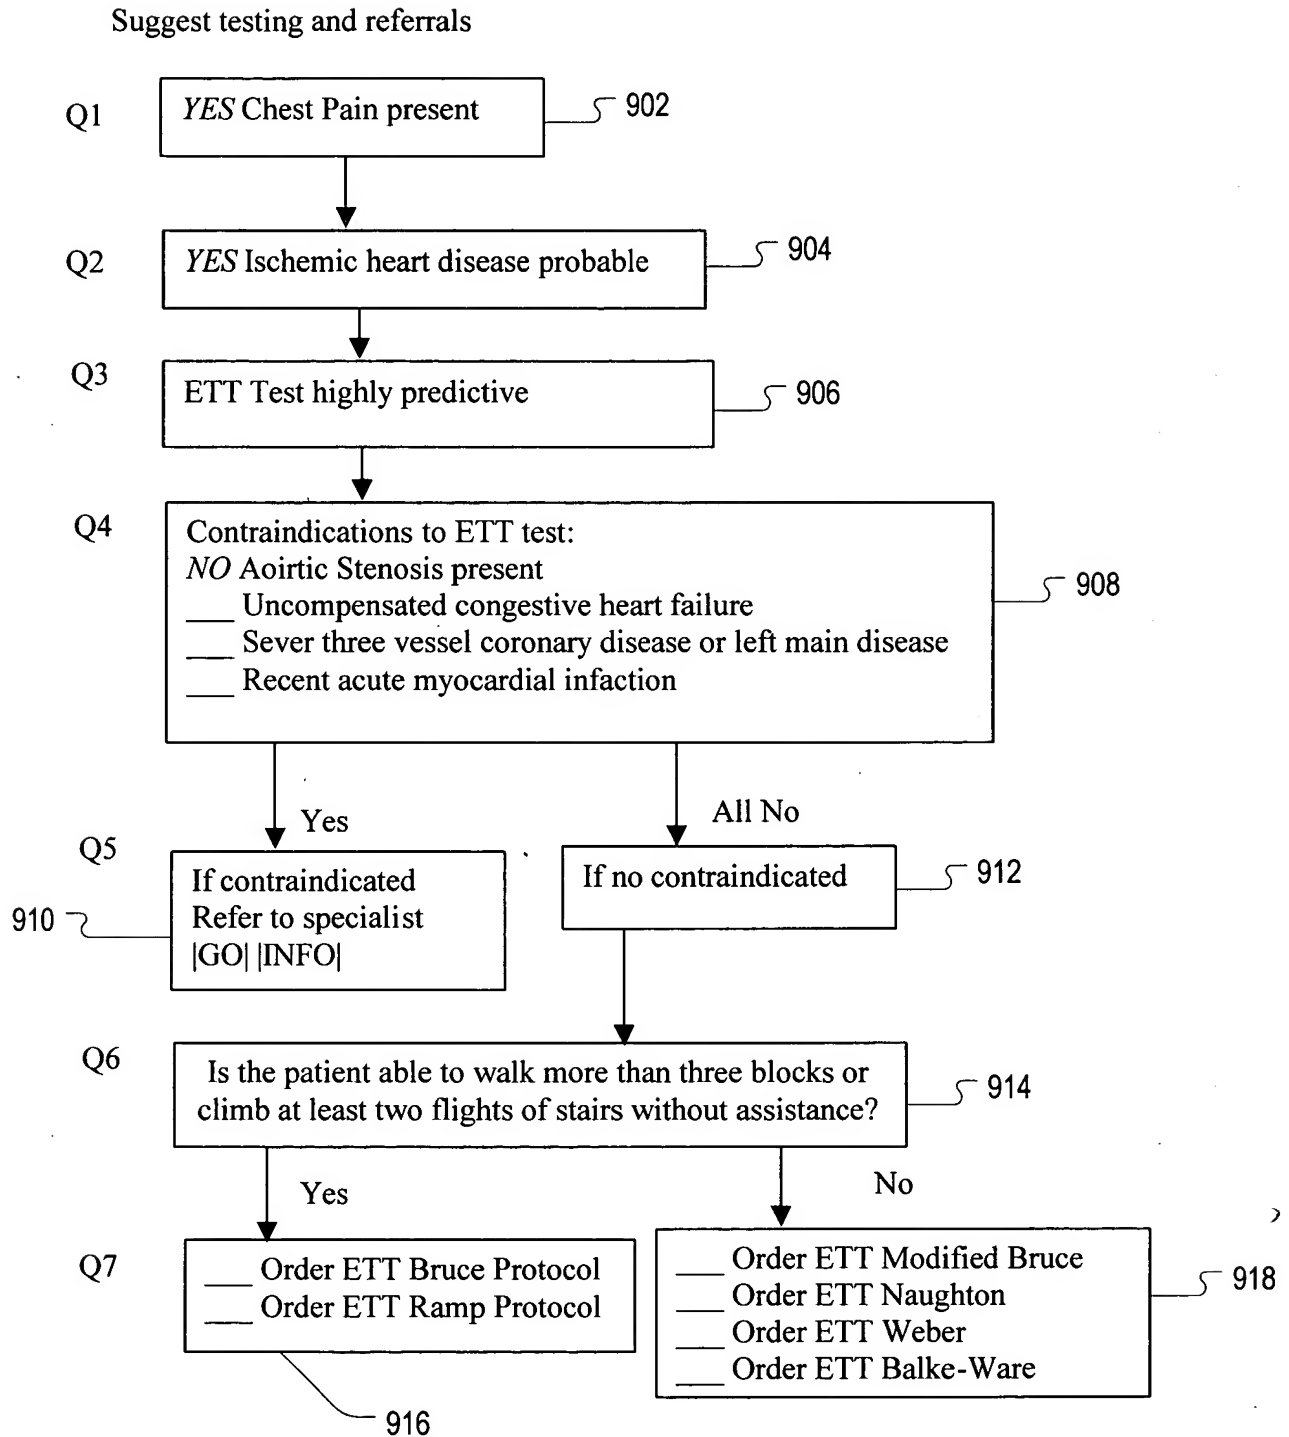 Suggest testing and referrals
Q1
YES Chest Pain present
902
Q2
YES Ischemic heart disease probable
904
Q3
ETT Test highly predictive
906
Q4
Contraindications to ETT test:
NO Aoirtic Stenosis present
___ Uncompensated congestive heart failure
___ Sever three vessel coronary disease or left main disease
___ Recent acute myocardial infaction
908
Yes
All No
Q5
If contraindicated
Refer to specialist
|GO| |INFO|
910
If no contraindicated
912
Q6
Is the patient able to walk more than three blocks or
climb at least two flights of stairs without assistance?
914
Yes
No
Q7
___ Order ETT Bruce Protocol
___ Order ETT Ramp Protocol
916
___ Order ETT Modified Bruce
___ Order ETT Naughton
___ Order ETT Weber
___ Order ETT Balke-Ware
918